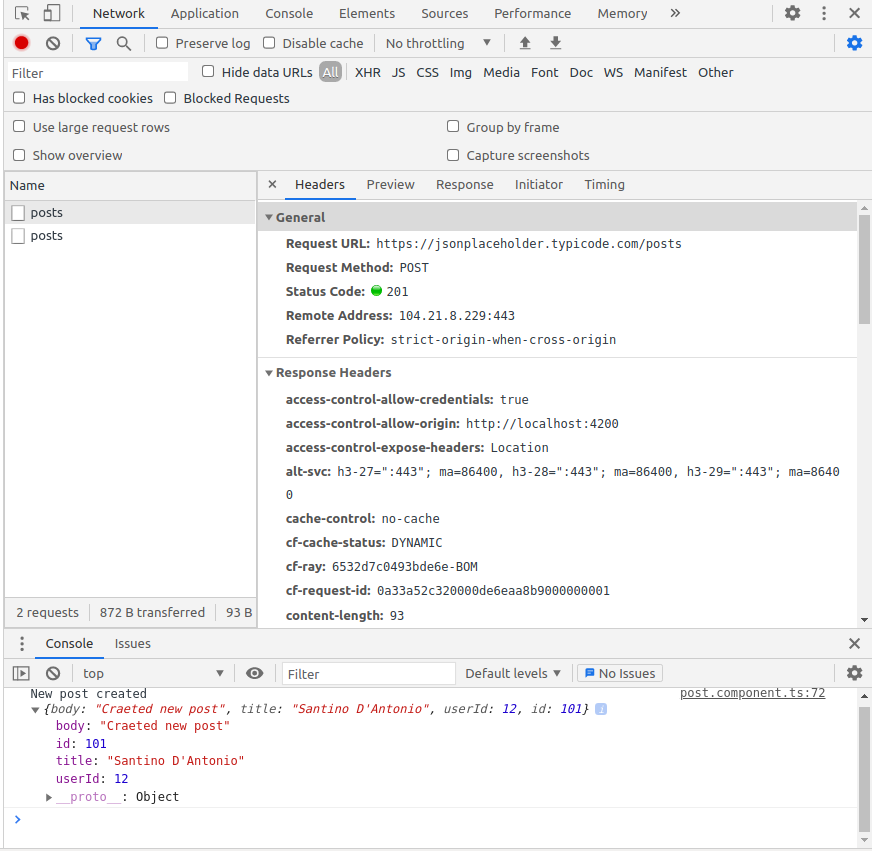 Network Application Console Elements Sources Performance Memory »
Preserve log Disable cache No throttling
Filter Hide data URLs All XHR JS CSS Img Media Font Doc WS Manifest Other
Has blocked cookies Blocked Requests
Use large request rows Group by frame
Show overview Capture screenshots
Name Headers Preview Response Initiator Timing
posts
posts
General
Request URL: https://jsonplaceholder.typicode.com/posts
Request Method: POST
Status Code: 201
Remote Address: 104.21.8.229:443
Referrer Policy: strict-origin-when-cross-origin
Response Headers
access-control-allow-credentials: true
access-control-allow-origin: http://localhost:4200
access-control-expose-headers: Location
alt-svc: h3-27=":443"; ma=86400, h3-28=":443"; ma=86400, h3-29=":443"; ma=8640
0
cache-control: no-cache
cf-cache-status: DYNAMIC
cf-ray: 6532d7c0493bde6e-BOM
cf-request-id: 0a33a52c320000de6eaa8b9000000001
content-length: 93
2 requests 872 B transferred 93 B
Console Issues
top Filter Default levels No Issues
New post created post.component.ts:72
{body: "Craeted new post", title: "Santino D'Antonio", userId: 12, id: 101} i
body: "Craeted new post"
id: 101
title: "Santino D'Antonio"
userId: 12
__proto__: Object